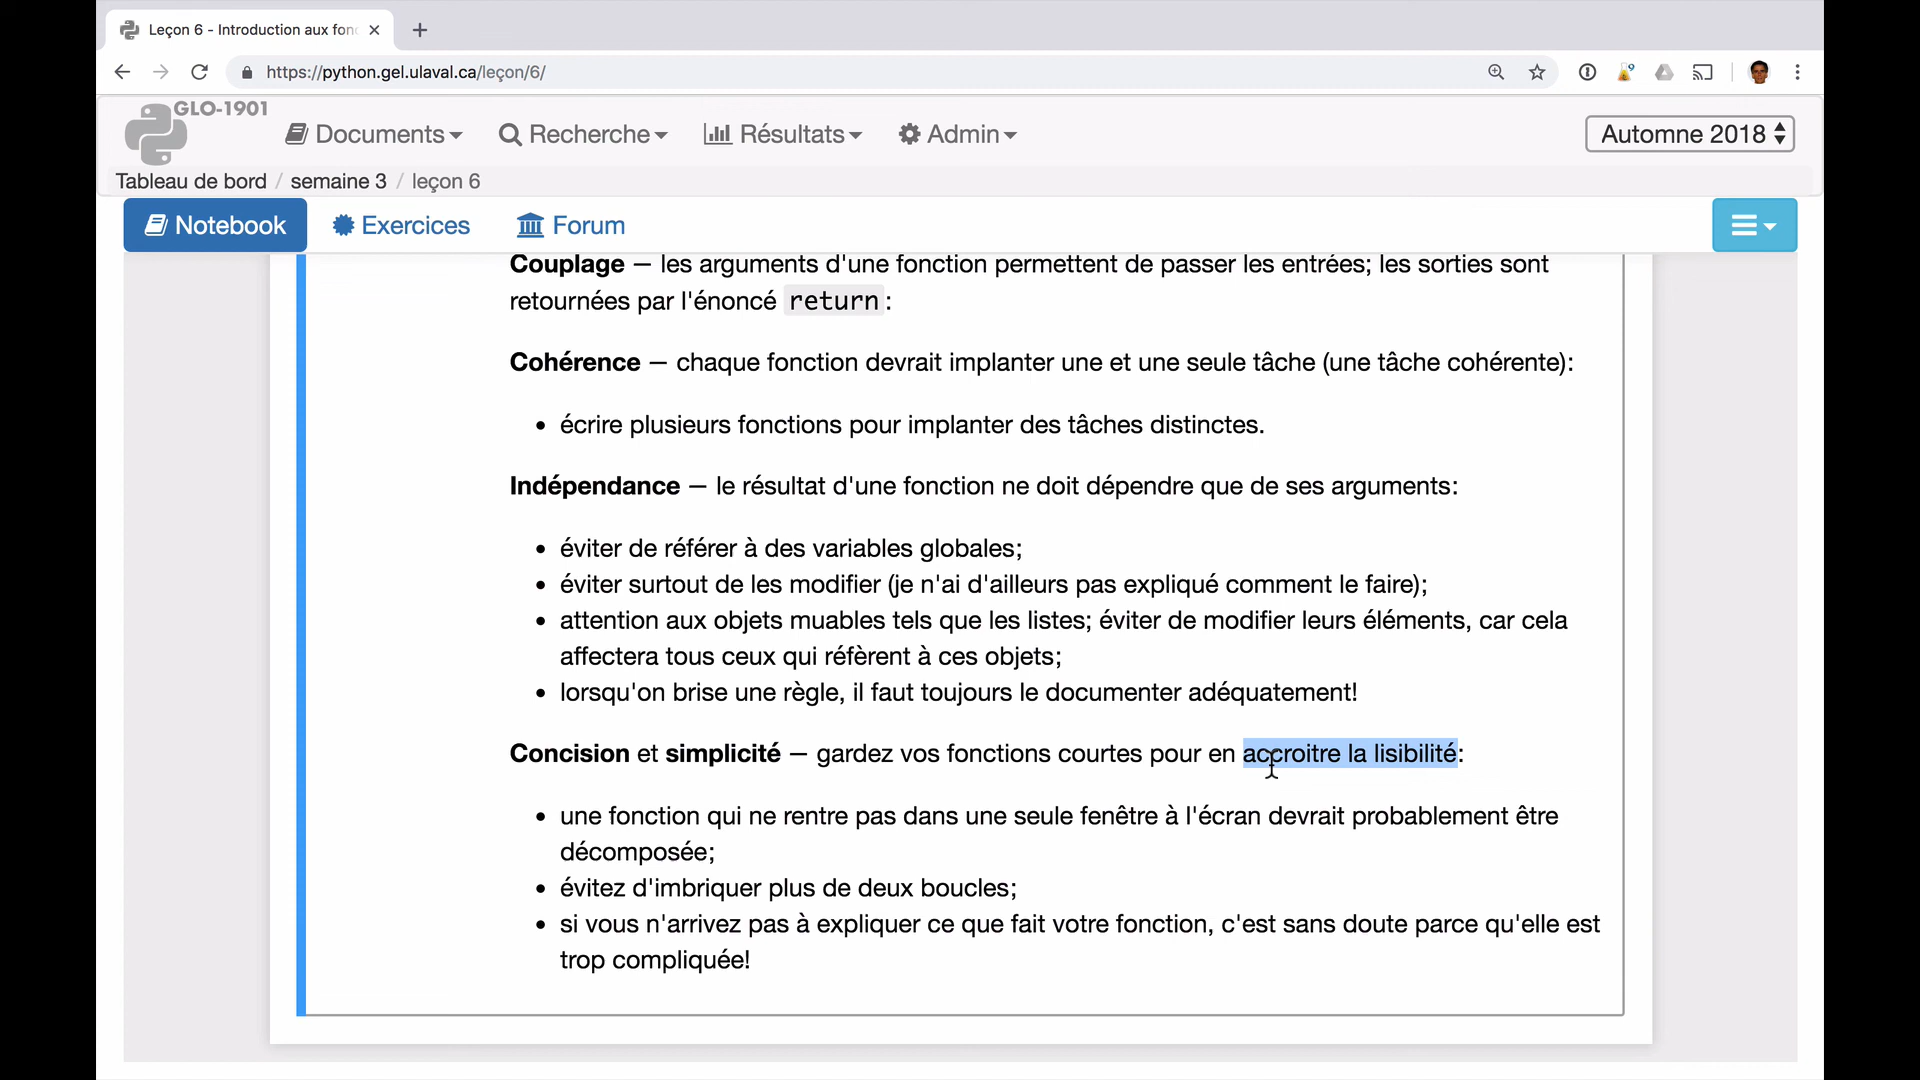 Leçon 6 - Introduction aux fon
https://python.gel.ulaval.ca/leçon/6/
GLO-1901
Documents
Recherche
Résultats
Admin
Automne 2018
Tableau de bord / semaine 3 / leçon 6
Notebook
Exercices
Forum
Couplage — les arguments d'une fonction permettent de passer les entrées; les sorties sont
retournées par l'énoncé return:
Cohérence — chaque fonction devrait implanter une et une seule tâche (une tâche cohérente):
• écrire plusieurs fonctions pour implanter des tâches distinctes.
Indépendance — le résultat d'une fonction ne doit dépendre que de ses arguments:
• éviter de référer à des variables globales;
• éviter surtout de les modifier (je n'ai d'ailleurs pas expliqué comment le faire);
• attention aux objets muables tels que les listes; éviter de modifier leurs éléments, car cela
affectera tous ceux qui réfèrent à ces objets;
• lorsqu'on brise une règle, il faut toujours le documenter adéquatement!
Concision et simplicité — gardez vos fonctions courtes pour en accroitre la lisibilité:
• une fonction qui ne rentre pas dans une seule fenêtre à l'écran devrait probablement être
décomposée;
• évitez d'imbriquer plus de deux boucles;
• si vous n'arrivez pas à expliquer ce que fait votre fonction, c'est sans doute parce qu'elle est
trop compliquée!